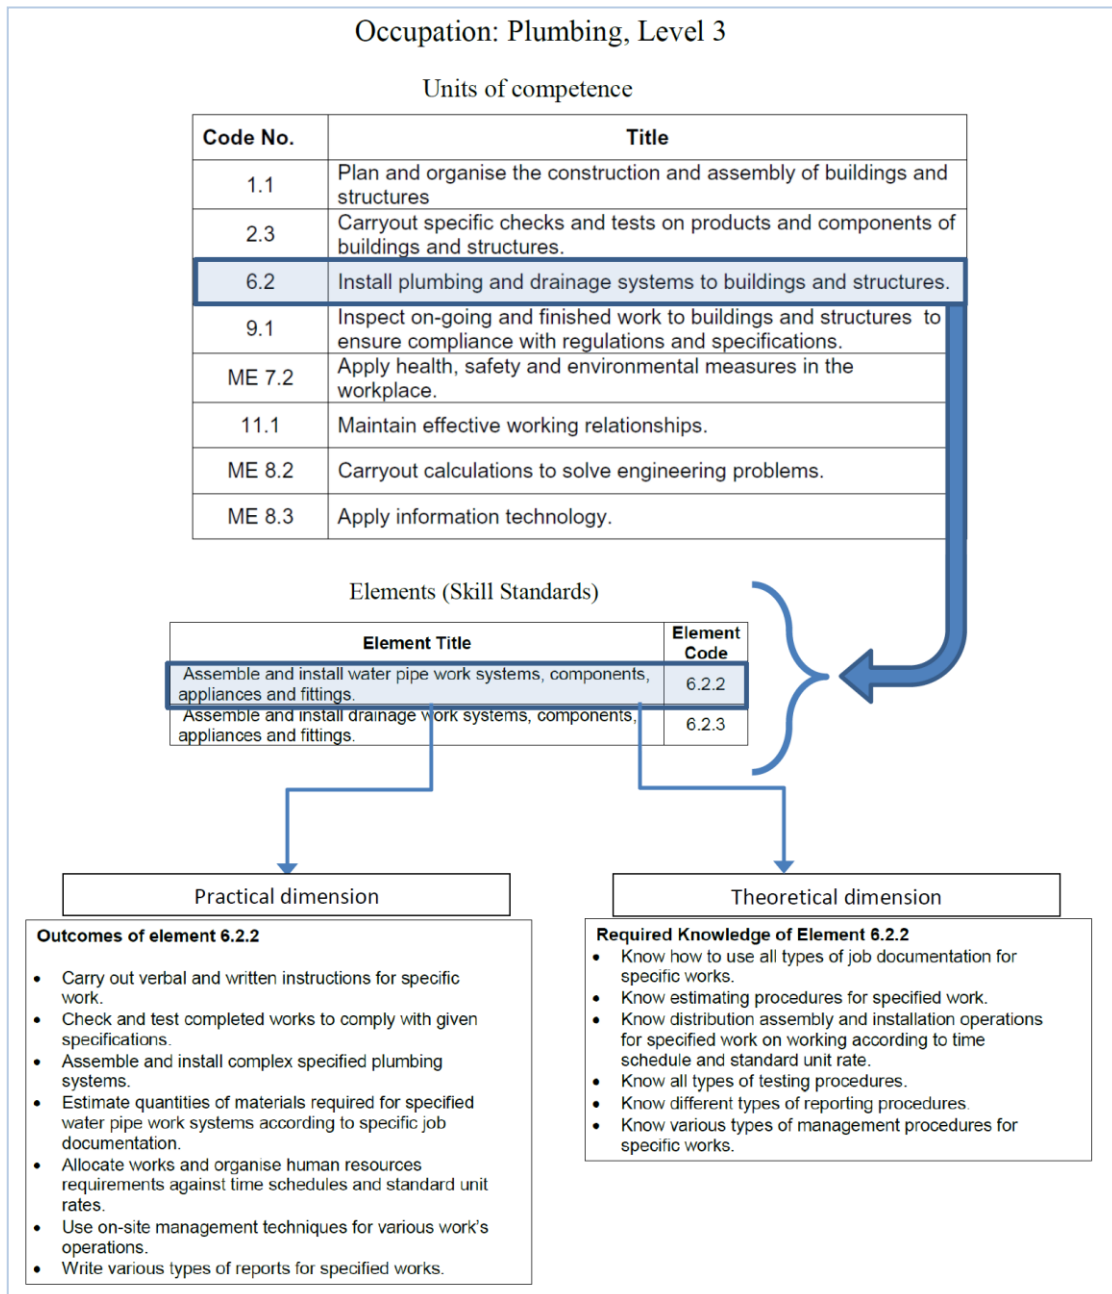 Occupation: Plumbing, Level 3
Units of competence
Code No. Title
1.1 Plan and organise the construction and assembly of buildings and
structures
2.3 Carryout specific checks and tests on products and components of
buildings and structures.
6.2 Install plumbing and drainage systems to buildings and structures.
9.1 Inspect on-going and finished work to buildings and structures to
ensure compliance with regulations and specifications.
ME 7.2 Apply health, safety and environmental measures in the
workplace.
11.1 Maintain effective working relationships.
ME 8.2 Carryout calculations to solve engineering problems.
ME 8.3 Apply information technology.
Elements (Skill Standards)
Element Title Element
Code
Assemble and install water pipe work systems, components,
appliances and fittings. 6.2.2
Assemble and install drainage work systems, components,
appliances and fittings. 6.2.3
Practical dimension
Outcomes of element 6.2.2
• Carry out verbal and written instructions for specific
work.
• Check and test completed works to comply with given
specifications.
• Assemble and install complex specified plumbing
systems.
• Estimate quantities of materials required for specified
water pipe work systems according to specific job
documentation.
• Allocate works and organise human resources
requirements against time schedules and standard unit
rates.
• Use on-site management techniques for various work's
operations.
• Write various types of reports for specified works.
Theoretical dimension
Required Knowledge of Element 6.2.2
• Know how to use all types of job documentation for
specific works.
• Know estimating procedures for specified work.
• Know distribution assembly and installation operations
for specified work on working according to time
schedule and standard unit rate.
• Know all types of testing procedures.
• Know different types of reporting procedures.
• Know various types of management procedures for
specific works.